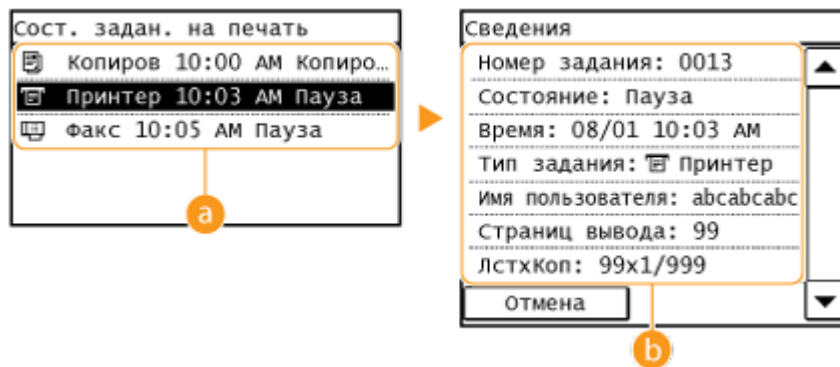 Сост. задан. на печать
Копиров 10:00 AM Копиро...
Принтер 10:03 AM Пауза
Факс 10:05 AM Пауза
a
Сведения
Номер задания: 0013
Состояние: Пауза
Время: 08/01 10:03 AM
Тип задания: Принтер
Имя пользователя: abcabcabc
Страниц вывода: 99
ЛстхКоп: 99x1/999
Отмена
b